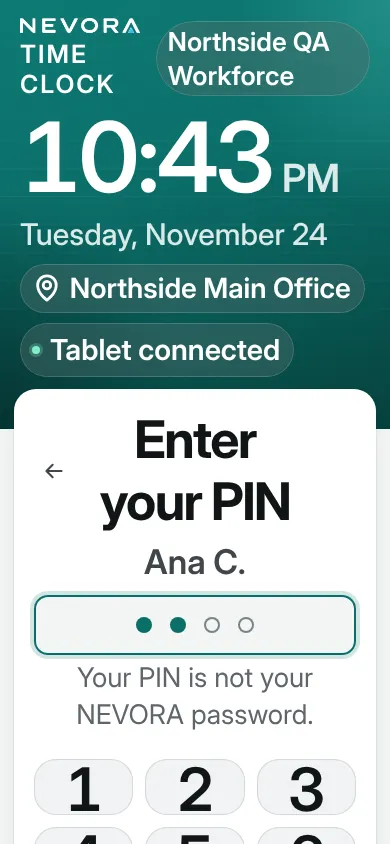 NEVORA
TIME
CLOCK
Northside QA
Workforce
10:43 PM
Tuesday, November 24
Northside Main Office
Tablet connected
Enter
your PIN
Ana C.
Your PIN is not your
NEVORA password.
1 2 3